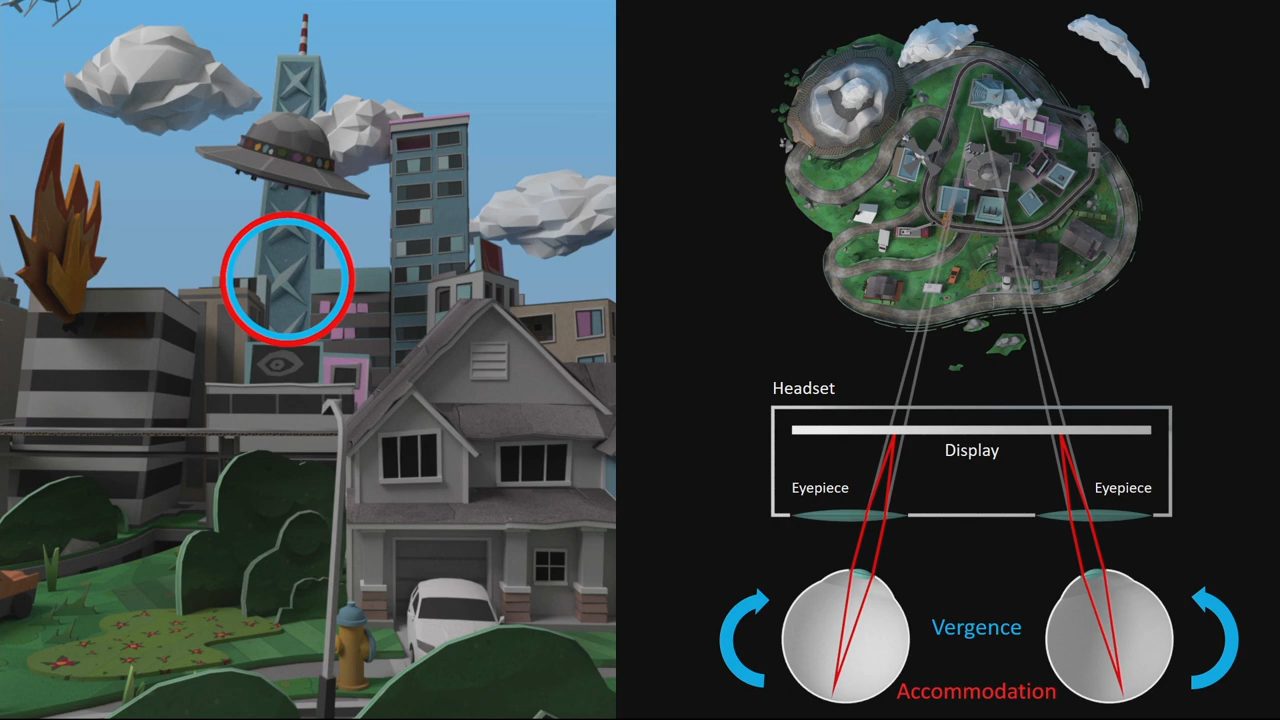 Headset
Display
Eyepiece
Eyepiece
Vergence
Accommodation